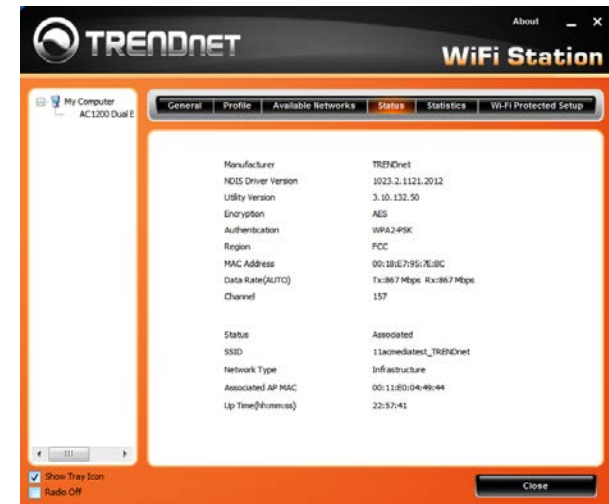 TRENDnet
About
WiFi Station
My Computer
AC1200 Dual E
General Profile Available Networks Status Statistics Wi-Fi Protected Setup
Manufacturer TRENDnet
NDIS Driver Version 1023.2.1121.2012
Utility Version 3.10.132.50
Encryption AES
Authentication WPA2-PSK
Region FCC
MAC Address 00:18:E7:95:7E:BC
Data Rate(AUTO) Tx:867 Mbps Rx:867 Mbps
Channel 157
Status Associated
SSID 11acmediatest_TRENDnet
Network Type Infrastructure
Associated AP MAC 00:11:E0:04:49:44
Up Time(hh:mm:ss) 22:57:41
Show Tray Icon
Radio Off
Close